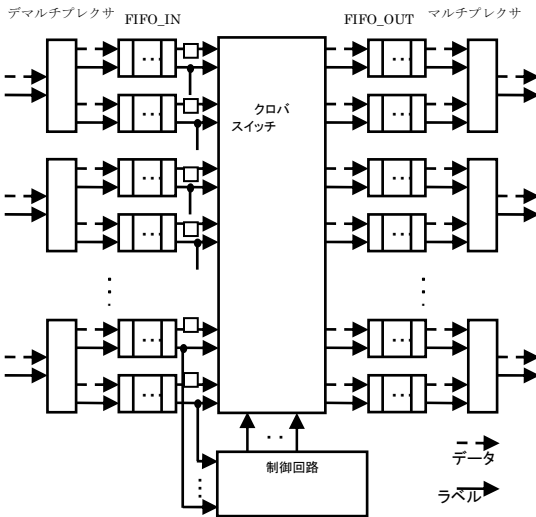 デマルチプレクサ
FIFO_IN
FIFO_OUT
マルチプレクサ
クロバ
スイッチ
制御回路
データ
ラベル